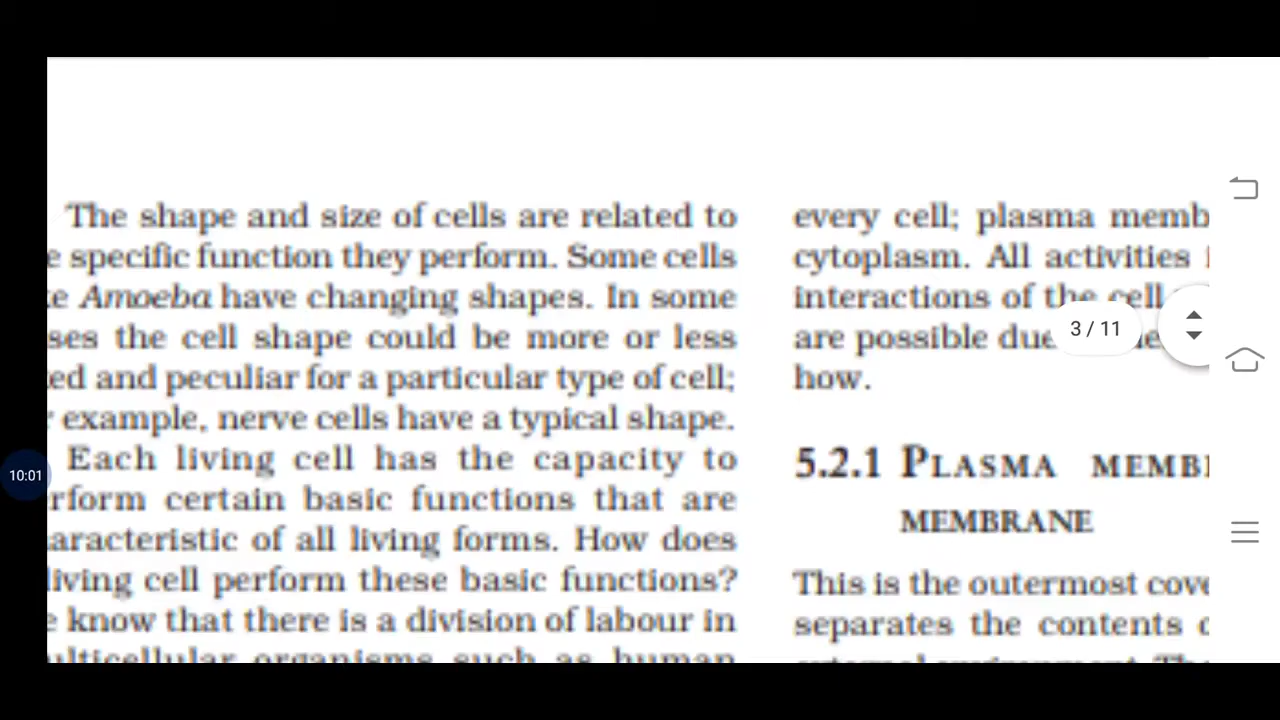 The shape and size of cells are related to
specific function they perform. Some cells
Amoeba have changing shapes. In some
the cell shape could be more or less
and peculiar for a particular type of cell;
example, nerve cells have a typical shape.
Each living cell has the capacity to
certain basic functions that are
of all living forms. How does
living cell perform these basic functions?
know that there is a division of labour in
organisms such as human
every cell; plasma memb
cytoplasm. All activities
interactions of the cell
are possible due
how.
5.2.1 PLASMA MEMB
MEMBRANE
This is the outermost cove
separates the contents
3 / 11
10:01